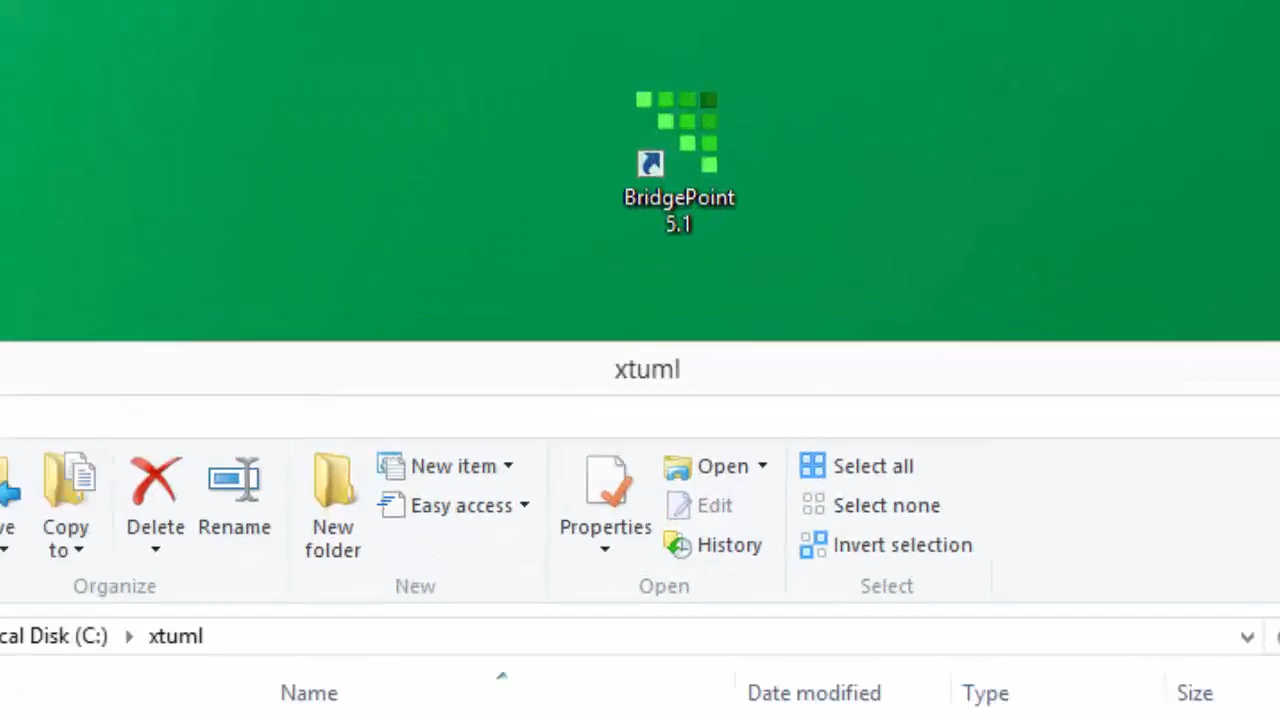 BridgePoint
5.1
xtuml
Copy
to
Delete
Rename
Organize
New
folder
New item
Easy access
New
Properties
Open
Edit
History
Open
Select all
Select none
Invert selection
Select
cal Disk (C:) xtuml
Name Date modified Type Size